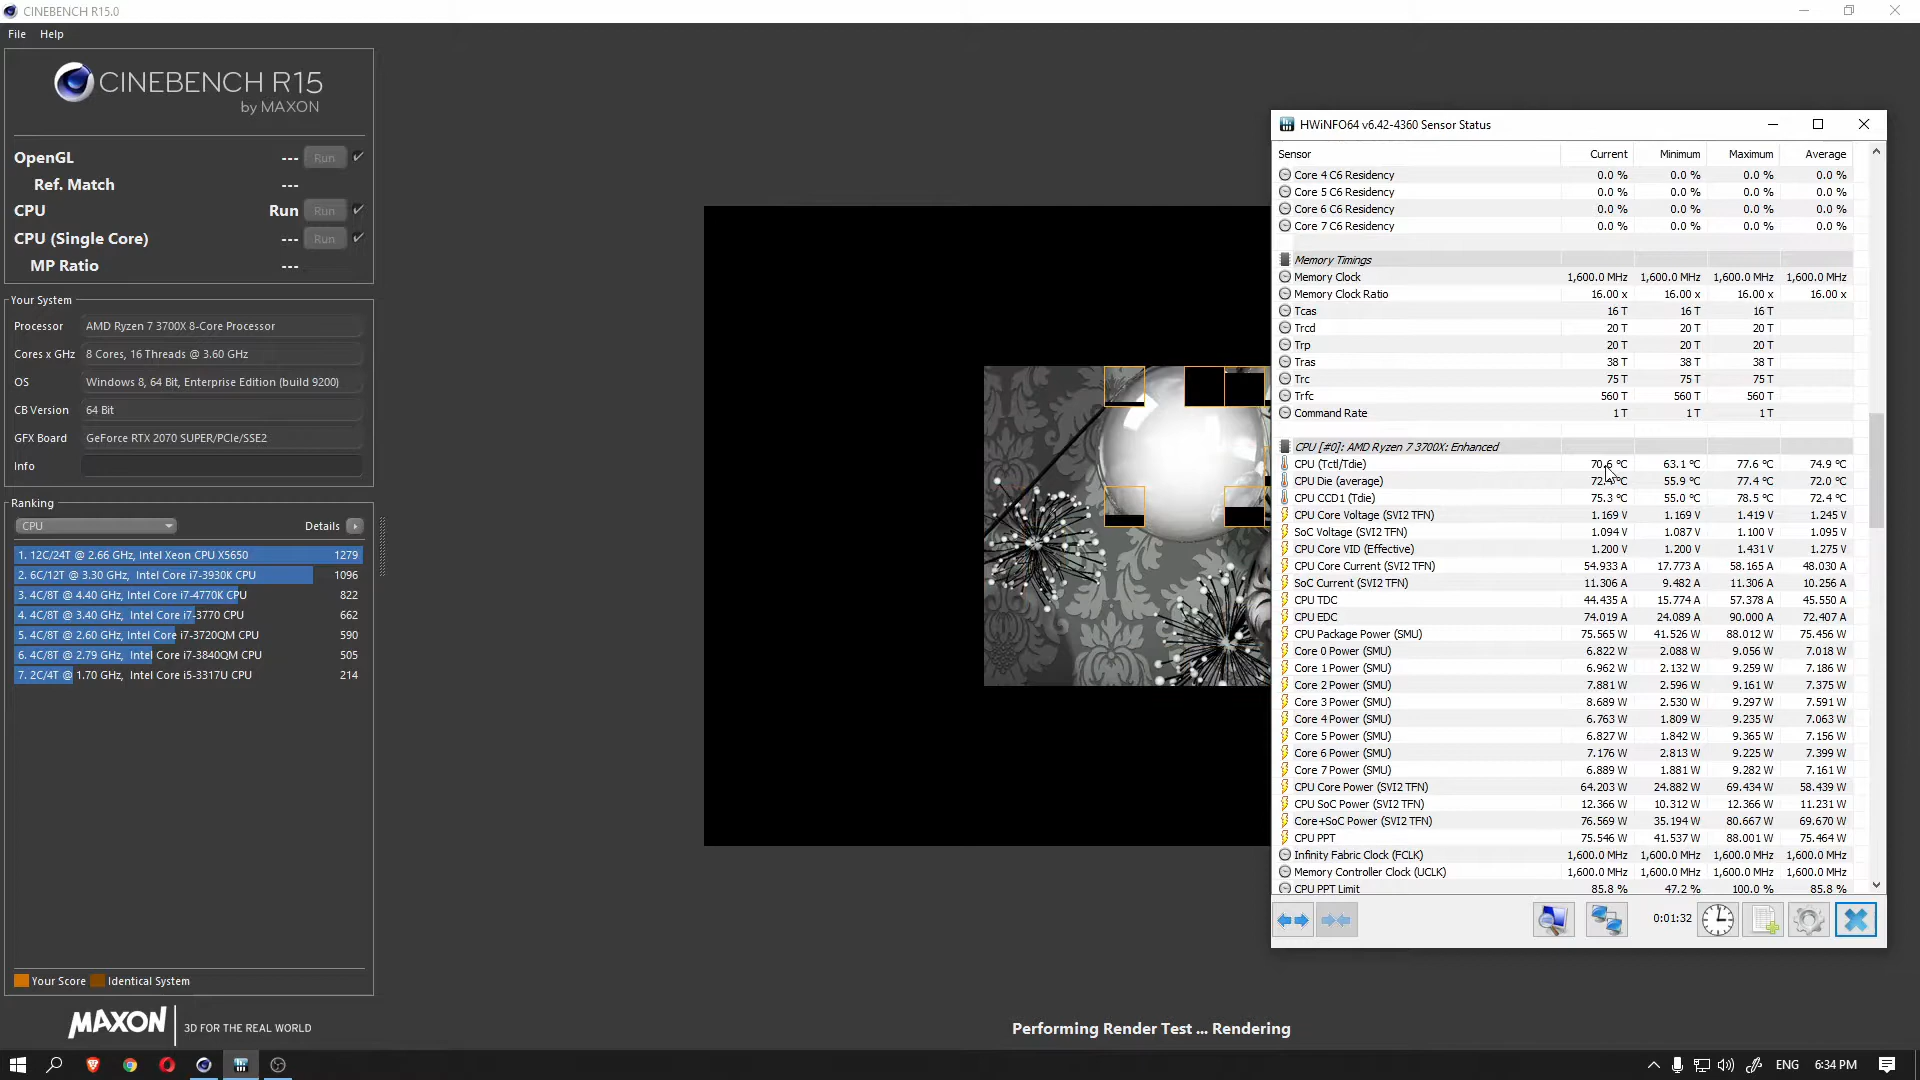 CINEBENCH R15.0
File Help
CINEBENCH R15
by MAXON
OpenGL --- Run
Ref. Match ---
CPU Run Run
CPU (Single Core) --- Run
MP Ratio ---
Your System
Processor AMD Ryzen 7 3700X 8-Core Processor
Cores x GHz 8 Cores, 16 Threads @ 3.60 GHz
OS Windows 8, 64 Bit, Enterprise Edition (build 9200)
CB Version 64 Bit
GFX Board GeForce RTX 2070 SUPER/PCIe/SSE2
Info
Ranking
CPU Details
1. 12C/24T @ 2.66 GHz, Intel Xeon CPU X5650 1279
2. 6C/12T @ 3.30 GHz, Intel Core i7-3930K CPU 1096
3. 4C/8T @ 4.40 GHz, Intel Core i7-4770K CPU 822
4. 4C/8T @ 3.40 GHz, Intel Core i7-3770 CPU 662
5. 4C/8T @ 2.60 GHz, Intel Core i7-3720QM CPU 590
6. 4C/8T @ 2.79 GHz, Intel Core i7-3840QM CPU 505
7. 2C/4T @ 1.70 GHz, Intel Core i5-3317U CPU 214
Your Score Identical System
MAXON 3D FOR THE REAL WORLD
Performing Render Test ... Rendering
HWiNFO64 v6.42-4360 Sensor Status
Sensor Current Minimum Maximum Average
Core 4 C6 Residency 0.0 % 0.0 % 0.0 % 0.0 %
Core 5 C6 Residency 0.0 % 0.0 % 0.0 % 0.0 %
Core 6 C6 Residency 0.0 % 0.0 % 0.0 % 0.0 %
Core 7 C6 Residency 0.0 % 0.0 % 0.0 % 0.0 %
Memory Timings
Memory Clock 1,600.0 MHz 1,600.0 MHz 1,600.0 MHz 1,600.0 MHz
Memory Clock Ratio 16.00 x 16.00 x 16.00 x 16.00 x
Tcas 16 T 16 T 16 T
Trcd 20 T 20 T 20 T
Trp 20 T 20 T 20 T
Tras 38 T 38 T 38 T
Trc 75 T 75 T 75 T
Trfc 560 T 560 T 560 T
Command Rate 1 T 1 T 1 T
CPU [#0]: AMD Ryzen 7 3700X: Enhanced
CPU (Tctl/Tdie) 70.6 °C 63.1 °C 77.6 °C 74.9 °C
CPU Die (average) °C 55.9 °C 77.4 °C 72.0 °C
CPU CCD1 (Tdie) 75.3 °C 55.0 °C 78.5 °C 72.4 °C
CPU Core Voltage (SVI2 TFN) 1.169 V 1.169 V 1.419 V 1.245 V
SoC Voltage (SVI2 TFN) 1.094 V 1.087 V 1.100 V 1.095 V
CPU Core VID (Effective) 1.200 V 1.200 V 1.431 V 1.275 V
CPU Core Current (SVI2 TFN) 54.933 A 17.773 A 58.165 A 48.030 A
SoC Current (SVI2 TFN) 11.306 A 9.482 A 11.306 A 10.256 A
CPU TDC 44.435 A 15.774 A 57.378 A 45.550 A
CPU EDC 74.019 A 24.089 A 90.000 A 72.407 A
CPU Package Power (SMU) 75.565 W 41.526 W 88.012 W 75.456 W
Core 0 Power (SMU) 6.822 W 2.088 W 9.056 W 7.018 W
Core 1 Power (SMU) 6.962 W 2.132 W 9.259 W 7.186 W
Core 2 Power (SMU) 7.881 W 2.596 W 9.161 W 7.375 W
Core 3 Power (SMU) 8.689 W 2.530 W 9.297 W 7.591 W
Core 4 Power (SMU) 6.763 W 1.809 W 9.235 W 7.063 W
Core 5 Power (SMU) 6.827 W 1.842 W 9.365 W 7.156 W
Core 6 Power (SMU) 7.176 W 2.813 W 9.225 W 7.399 W
Core 7 Power (SMU) 6.889 W 1.881 W 9.282 W 7.161 W
CPU Core Power (SVI2 TFN) 64.203 W 24.882 W 69.434 W 58.439 W
CPU SoC Power (SVI2 TFN) 12.366 W 10.312 W 12.366 W 11.231 W
Core+SoC Power (SVI2 TFN) 76.569 W 35.194 W 80.667 W 69.670 W
CPU PPT 75.546 W 41.537 W 88.001 W 75.464 W
Infinity Fabric Clock (FCLK) 1,600.0 MHz 1,600.0 MHz 1,600.0 MHz 1,600.0 MHz
Memory Controller Clock (UCLK) 1,600.0 MHz 1,600.0 MHz 1,600.0 MHz 1,600.0 MHz
CPU PPT Limit 85.8 % 47.2 % 100.0 % 85.8 %
0:01:32
ENG 6:34 PM